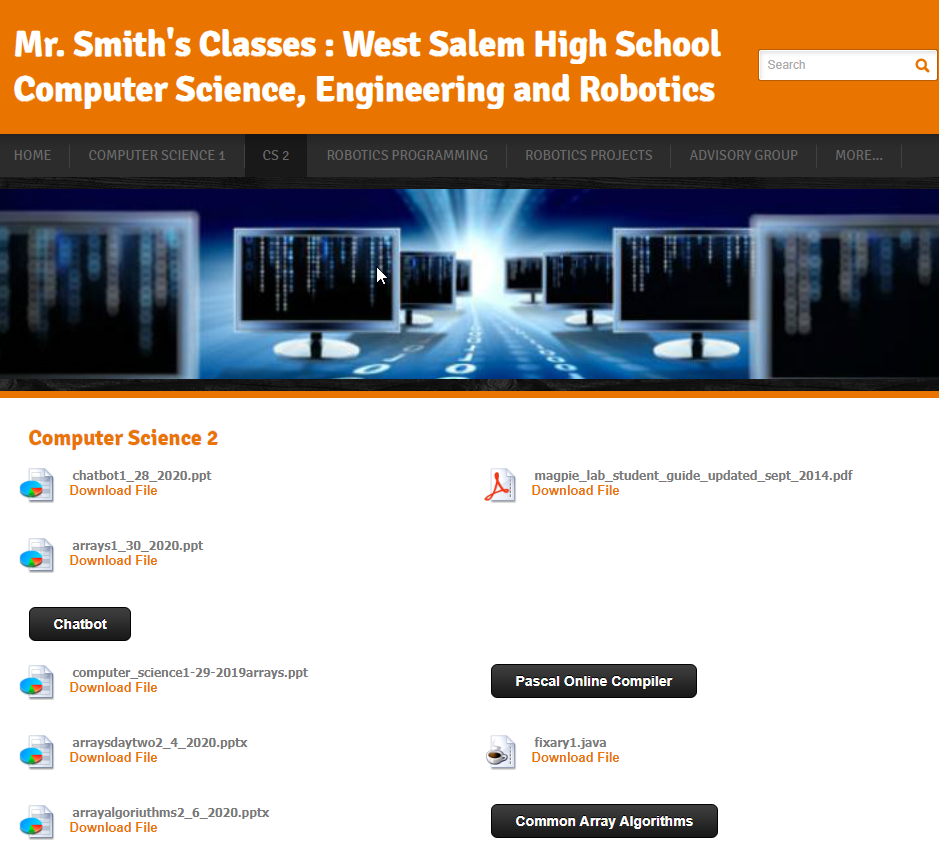 Mr. Smith's Classes : West Salem High School
Computer Science, Engineering and Robotics
Search
HOME
COMPUTER SCIENCE 1
CS 2
ROBOTICS PROGRAMMING
ROBOTICS PROJECTS
ADVISORY GROUP
MORE...
Computer Science 2
chatbot1_28_2020.ppt
Download File
magpie_lab_student_guide_updated_sept_2014.pdf
Download File
arrays1_30_2020.ppt
Download File
Chatbot
computer_science1-29-2019arrays.ppt
Download File
Pascal Online Compiler
arraysdaytwo2_4_2020.pptx
Download File
fixary1.java
Download File
arrayalgoriuthms2_6_2020.pptx
Download File
Common Array Algorithms